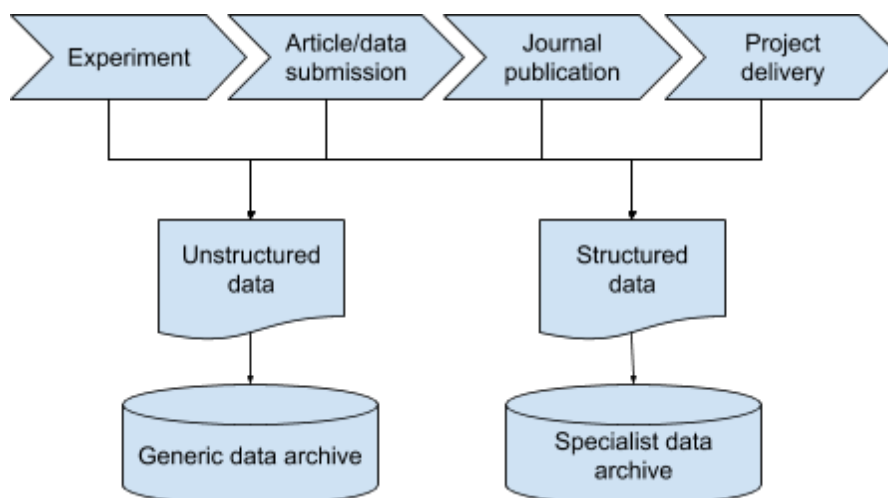 Experiment
Article/data
submission
Journal
publication
Project
delivery
Unstructured
data
Structured
data
Generic data archive
Specialist data
archive